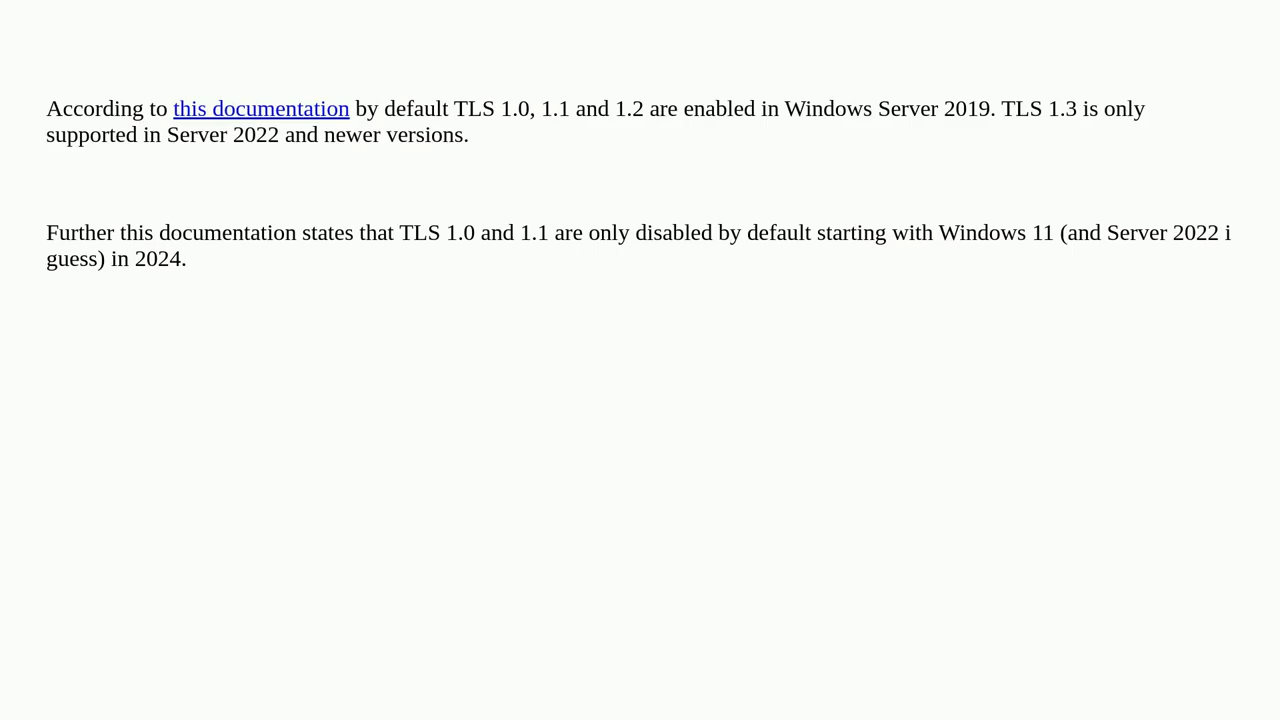 According to this documentation by default TLS 1.0, 1.1 and 1.2 are enabled in Windows Server 2019. TLS 1.3 is only
supported in Server 2022 and newer versions.
Further this documentation states that TLS 1.0 and 1.1 are only disabled by default starting with Windows 11 (and Server 2022 i
guess) in 2024.